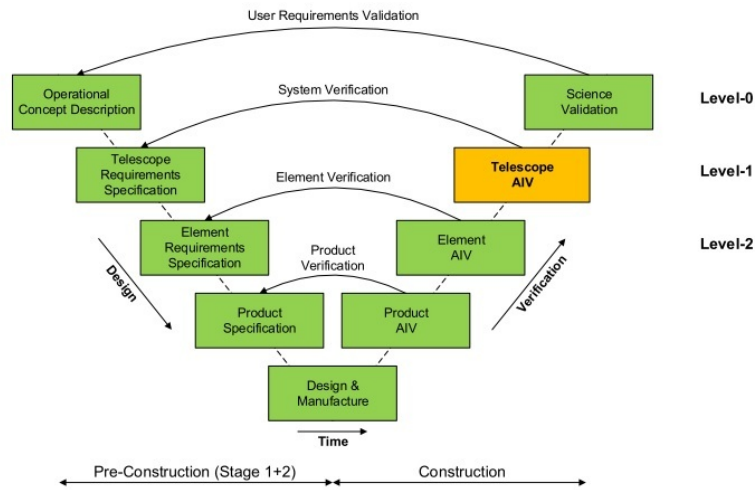 User Requirements Validation
Operational
Concept Description
System Verification
Science
Validation
Level-0
Telescope
Requirements
Specification
Telescope
AIV
Level-1
Element Verification
Element
Requirements
Specification
Element
AIV
Level-2
Design
Product
Verification
Verification
Product
Specification
Product
AIV
Design &
Manufacture
Time
Pre-Construction (Stage 1+2)
Construction